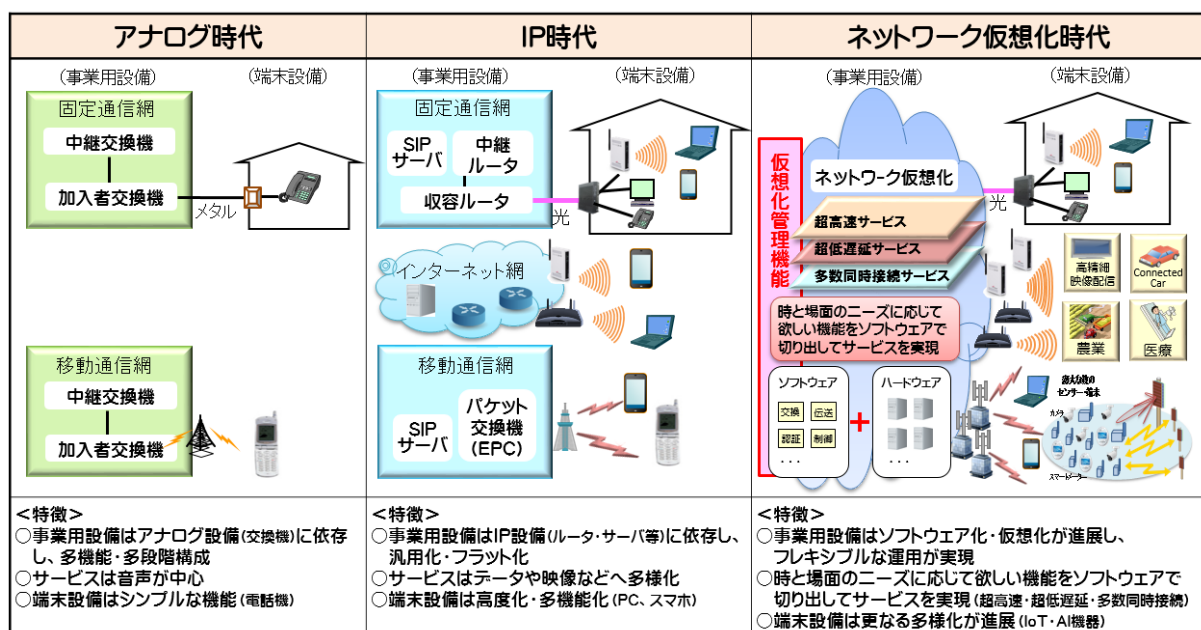 アナログ時代
IP時代
ネットワーク仮想化時代
(事業用設備)
(端末設備)
固定通信網
中継交換機
加入者交換機
メタル
移動通信網
中継交換機
加入者交換機
(事業用設備)
(端末設備)
固定通信網
SIP
サーバ
中継
ルータ
収容ルータ
光
インターネット網
移動通信網
SIP
サーバ
パケット
交換機
(EPC)
(事業用設備)
(端末設備)
仮想化管理機能
ネットワーク仮想化
光
超高速サービス
超低遅延サービス
多数同時接続サービス
時と場面のニーズに応じて
欲しい機能をソフトウェアで
切り出してサービスを実現
高精細
映像配信
Connected
Car
農業
医療
ソフトウェア
交換
伝送
認証
制御
・・・
+
ハードウェア
・・・
膨大な数の
センサー・端末
カメラ
スマートメーター
<特徴>
○事業用設備はアナログ設備(交換機)に依存
し、多機能・多段階構成
○サービスは音声が中心
○端末設備はシンプルな機能(電話機)
<特徴>
○事業用設備はIP設備(ルータ・サーバ等)に依存し、
汎用化・フラット化
○サービスはデータや映像などへ多様化
○端末設備は高度化・多機能化(PC、スマホ)
<特徴>
○事業用設備はソフトウェア化・仮想化が進展し、
フレキシブルな運用が実現
○時と場面のニーズに応じて欲しい機能をソフトウェアで
切り出してサービスを実現(超高速・超低遅延・多数同時接続)
○端末設備は更なる多様化が進展(IoT・AI機器)